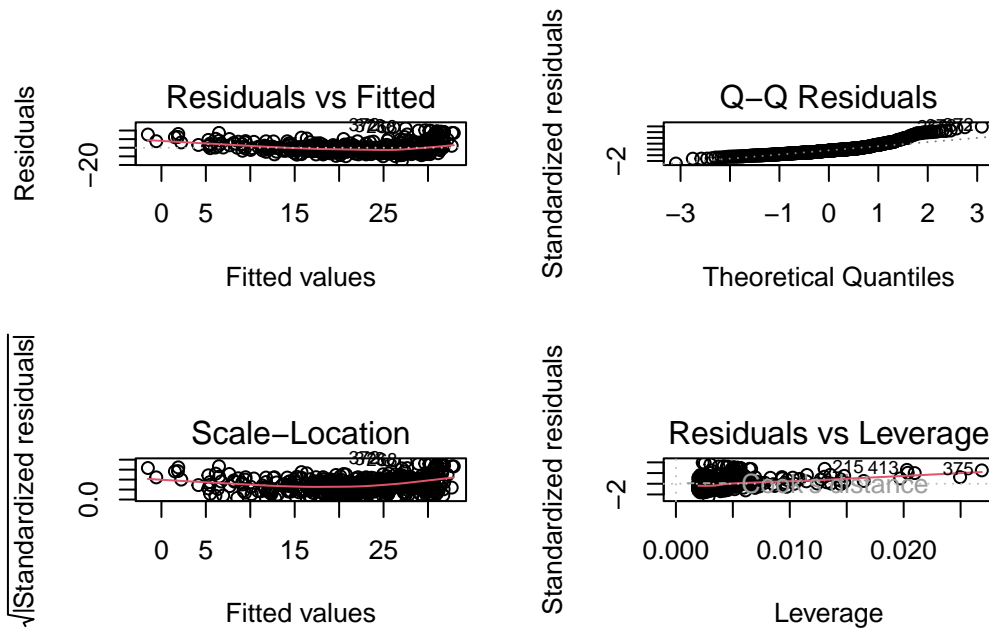 Residuals vs Fitted
Residuals
−20
0 5 15 25
Fitted values
Q−Q Residuals
Standardized residuals
−2
−3 −1 0 1 2 3
Theoretical Quantiles
Scale−Location
√|Standardized residuals|
0.0
0 5 15 25
Fitted values
Residuals vs Leverage
Standardized residuals
−2
215 413 375
Cook's distance
0.000 0.010 0.020
Leverage